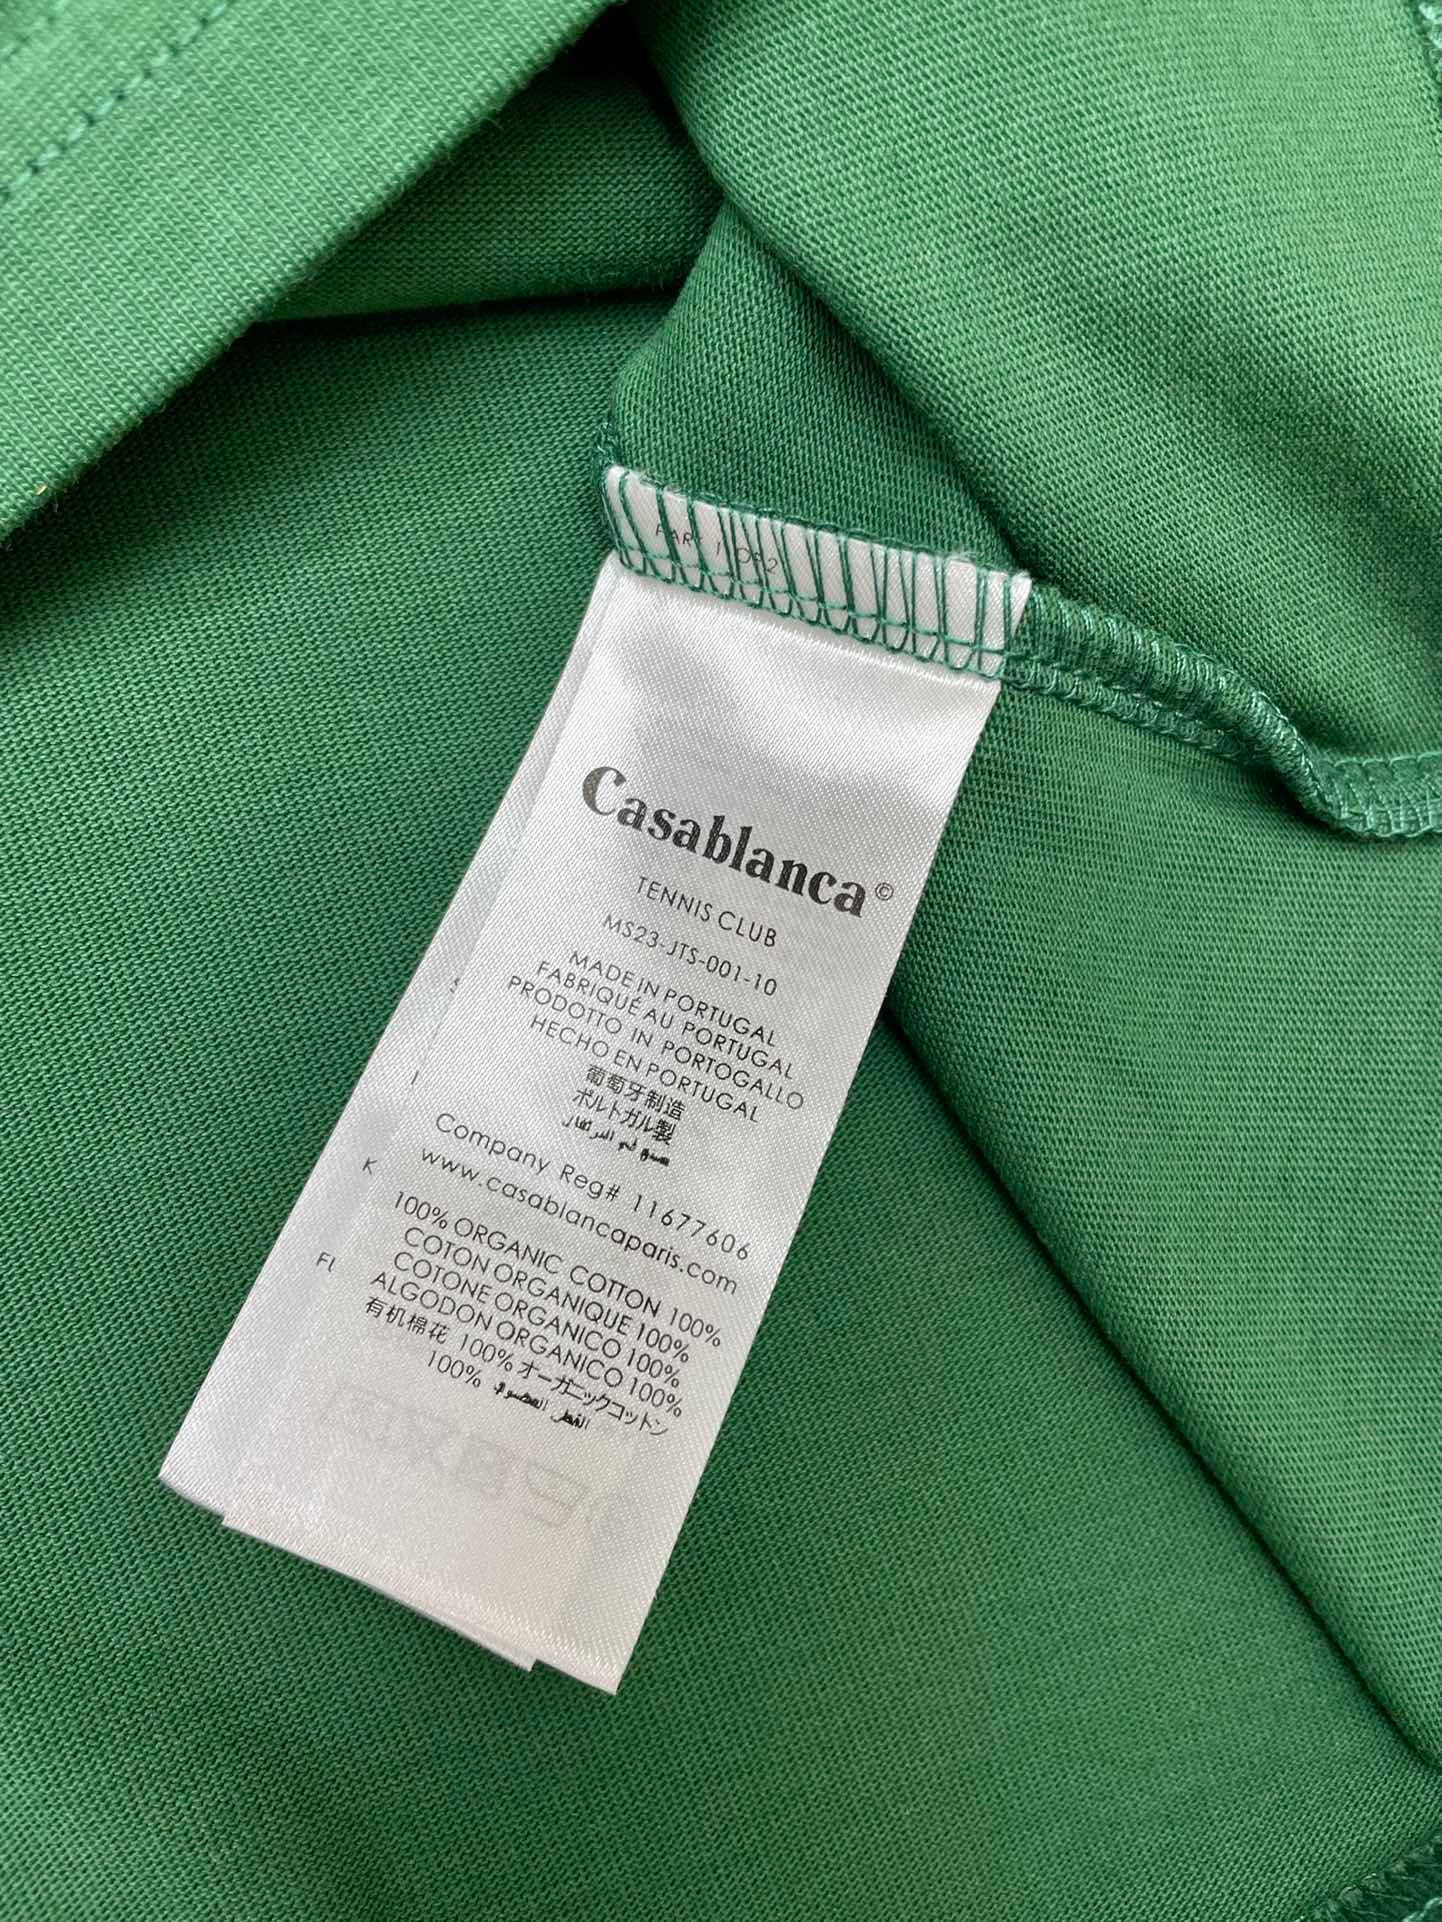 Casablanca©
TENNIS CLUB
MS23-JTS-001-10
MADE IN PORTUGAL
FABRIQUÉ AU PORTUGAL
PRODOTTO IN PORTOGALLO
HECHO EN PORTUGAL
葡萄牙制造
ポルトガル製
Company Reg# 11677606
www.casablancaparis.com
100% ORGANIC COTTON 100%
COTON ORGANIQUE 100%
COTONE ORGANICO 100%
ALGODON ORGANICO 100%
有机棉花 100% オーガニックコットン
100% القطن العضوي
K